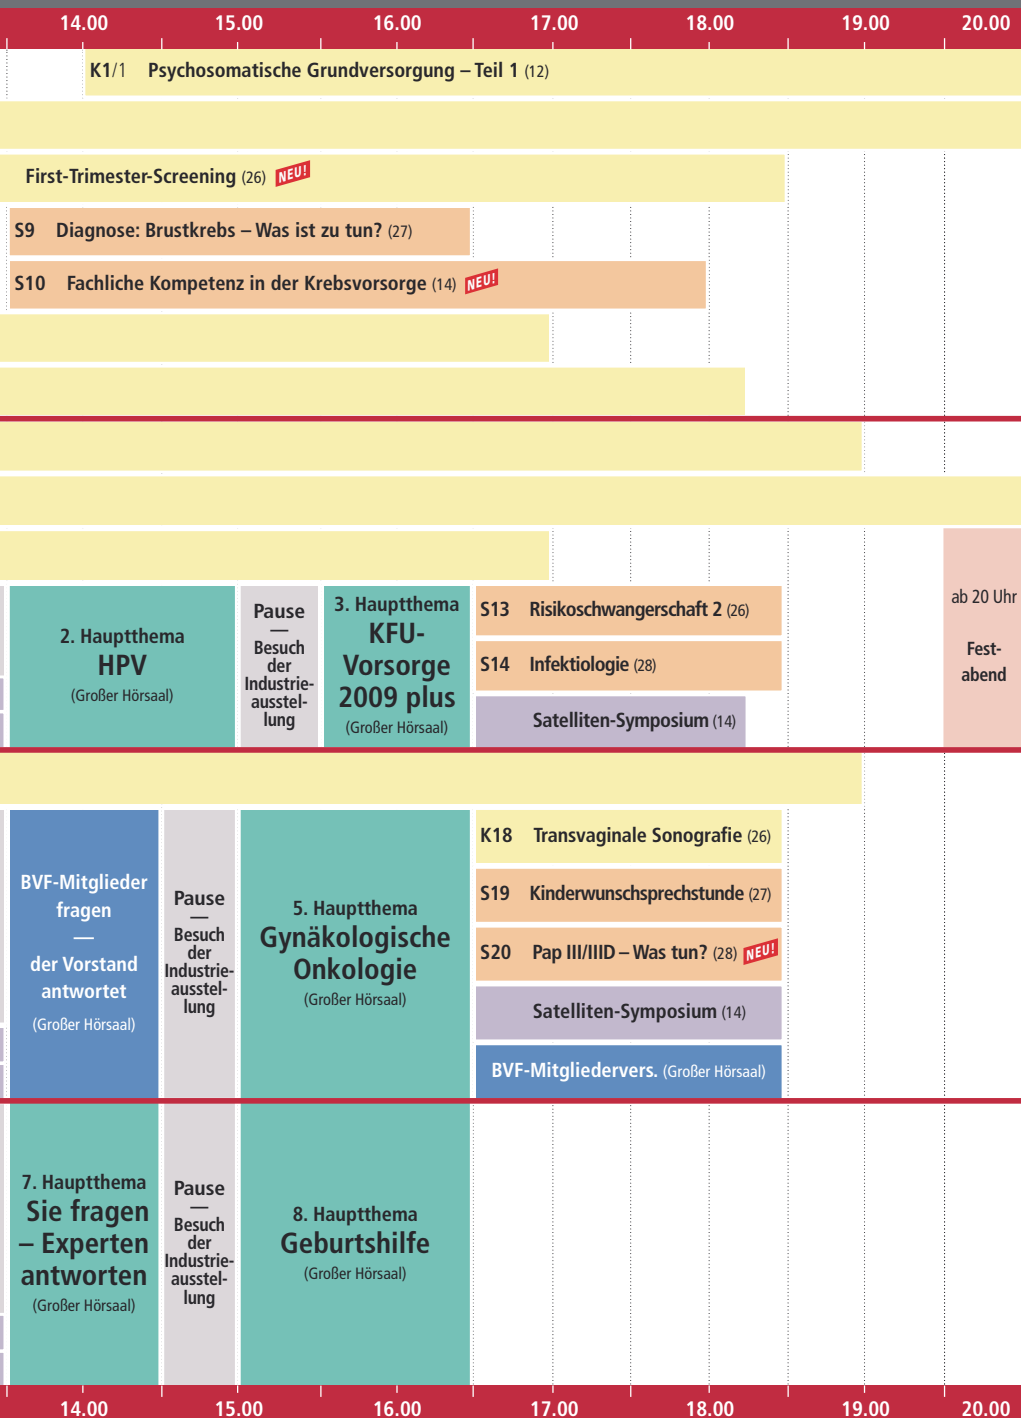 14.00 15.00 16.00 17.00 18.00 19.00 20.00
K1/1 Psychosomatische Grundversorgung – Teil 1 (12)
First-Trimester-Screening (26) NEU!
S9 Diagnose: Brustkrebs – Was ist zu tun? (27)
S10 Fachliche Kompetenz in der Krebsvorsorge (14) NEU!
2. Hauptthema
HPV
(Großer Hörsaal)
Pause
—
Besuch
der
Industrie-
ausstel-
lung
3. Hauptthema
KFU-
Vorsorge
2009 plus
(Großer Hörsaal)
S13 Risikoschwangerschaft 2 (26)
S14 Infektiologie (28)
Satelliten-Symposium (14)
ab 20 Uhr
Fest-
abend
BVF-Mitglieder
fragen
—
der Vorstand
antwortet
(Großer Hörsaal)
Pause
—
Besuch
der
Industrie-
ausstel-
lung
5. Hauptthema
Gynäkologische
Onkologie
(Großer Hörsaal)
K18 Transvaginale Sonografie (26)
S19 Kinderwunschsprechstunde (27)
S20 Pap III/IIID – Was tun? (28) NEU!
Satelliten-Symposium (14)
BVF-Mitgliedervers. (Großer Hörsaal)
7. Hauptthema
Sie fragen
– Experten
antworten
(Großer Hörsaal)
Pause
—
Besuch
der
Industrie-
ausstel-
lung
8. Hauptthema
Geburtshilfe
(Großer Hörsaal)
14.00 15.00 16.00 17.00 18.00 19.00 20.00